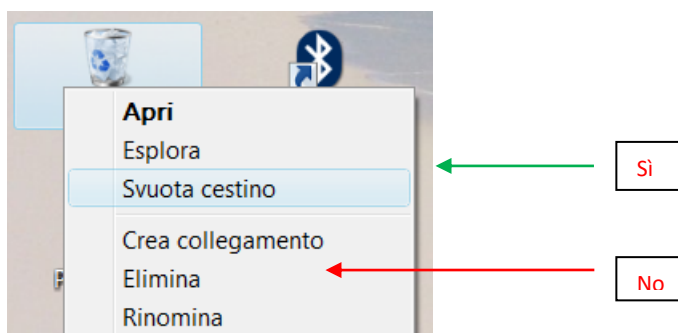 Apri
Esplora
Svuota cestino
Sì
Crea collegamento
Elimina
No
Rinomina